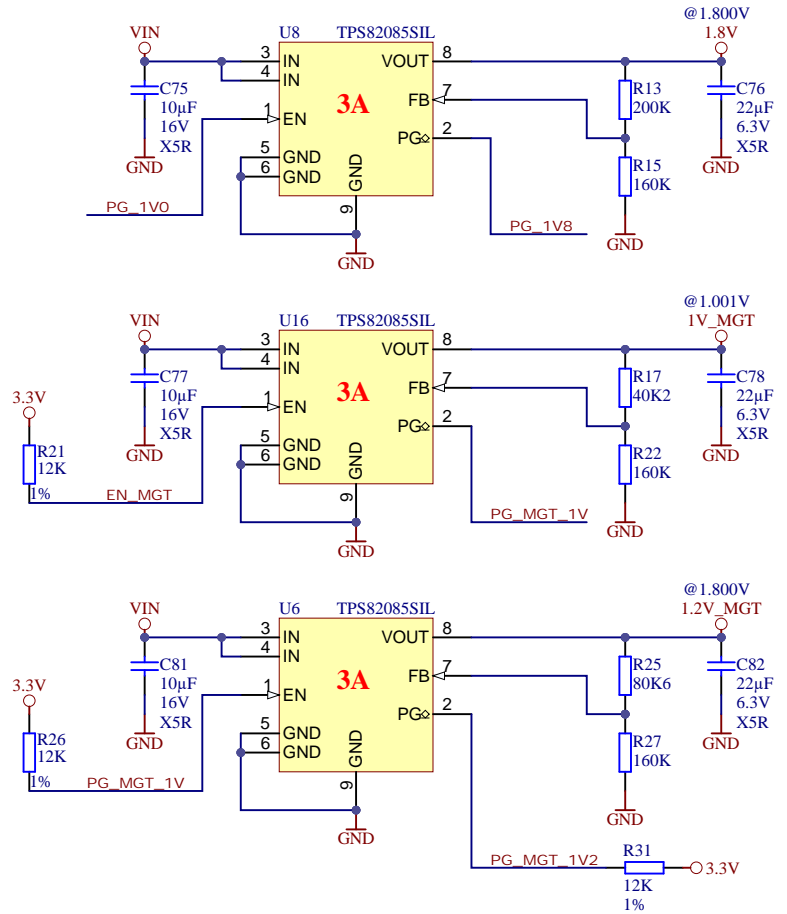 @1.800V
VIN U8 TPS82085SIL 1.8V
3 IN VOUT 8
4 IN
C75 R13 C76
10µF 3A FB 7 200K 22µF
16V 1 EN 6.3V
X5R PG 2 X5R
GND 5 GND R15 GND
6 GND GND 160K
PG_1V0 9 PG_1V8
GND GND
@1.001V
VIN U16 TPS82085SIL 1V_MGT
3 IN VOUT 8
4 IN
C77 R17 C78
3.3V 10µF 3A FB 7 40K2 22µF
16V 1 EN 6.3V
X5R PG 2 X5R
R21 GND 5 GND R22 GND
12K 6 GND GND 160K
1% EN_MGT 9 PG_MGT_1V
GND GND
@1.800V
VIN U6 TPS82085SIL 1.2V_MGT
3 IN VOUT 8
4 IN
C81 R25 C82
3.3V 10µF 3A FB 7 80K6 22µF
16V 1 EN 6.3V
X5R PG 2 X5R
R26 GND 5 GND R27 GND
12K 6 GND GND 160K
1% PG_MGT_1V 9
GND GND
PG_MGT_1V2 R31 3.3V
12K
1%